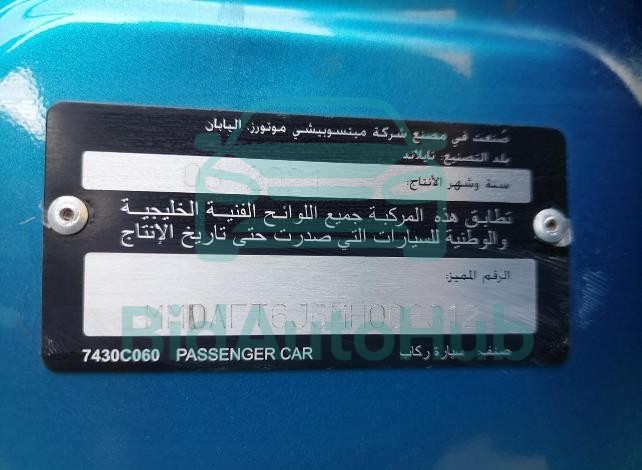 صُنعت في مصنع شركة ميتسوبيشي موتورز، اليابان
بلد التصنيع: تايلاند
سنة وشهر الأنتاج:
تطابق هذه المركبة جميع اللوائح الفنية الخليجية
والوطنية للسيارات التي صدرت حتى تاريخ الإنتاج
الرقم المميز:
BidAutoHub
صنف: سيارة ركاب
7430C060 PASSENGER CAR